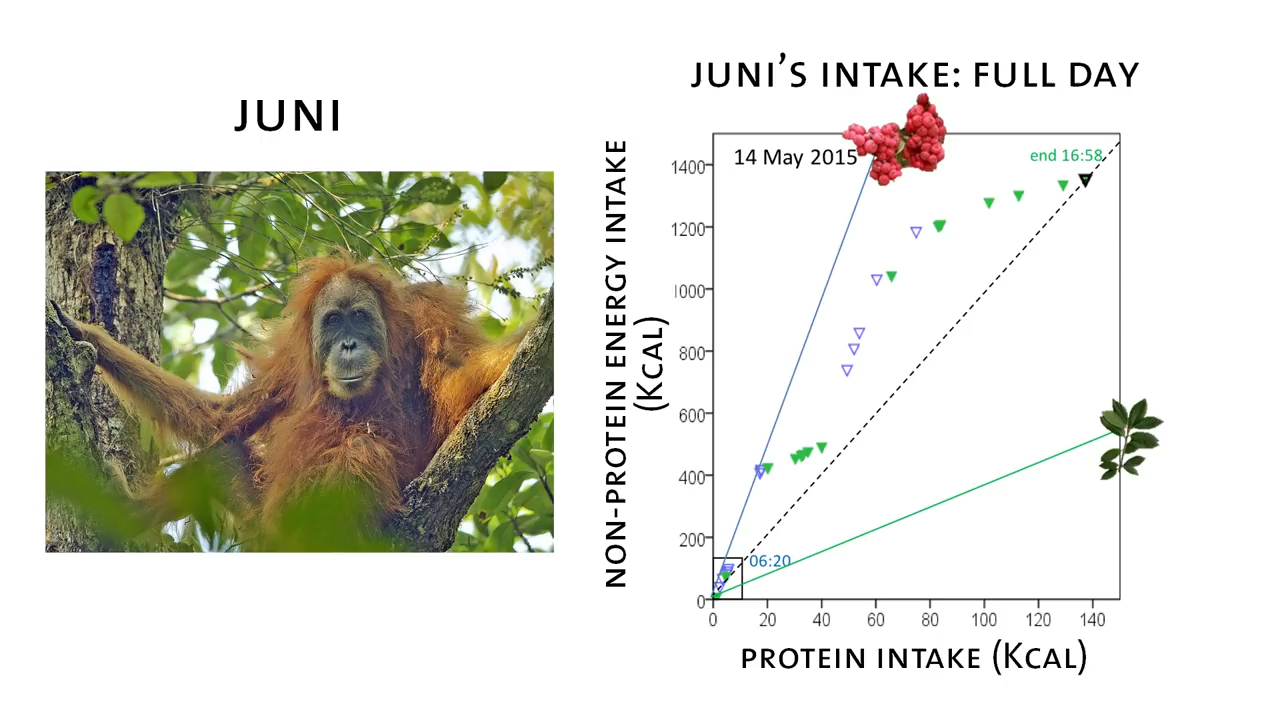 JUNI
JUNI'S INTAKE: FULL DAY
NON-PROTEIN ENERGY INTAKE
(KCAL)
14 May 2015
end 16:58
1400
1200
1000
800
600
400
200
0
06:20
0 20 40 60 80 100 120 140
PROTEIN INTAKE (KCAL)